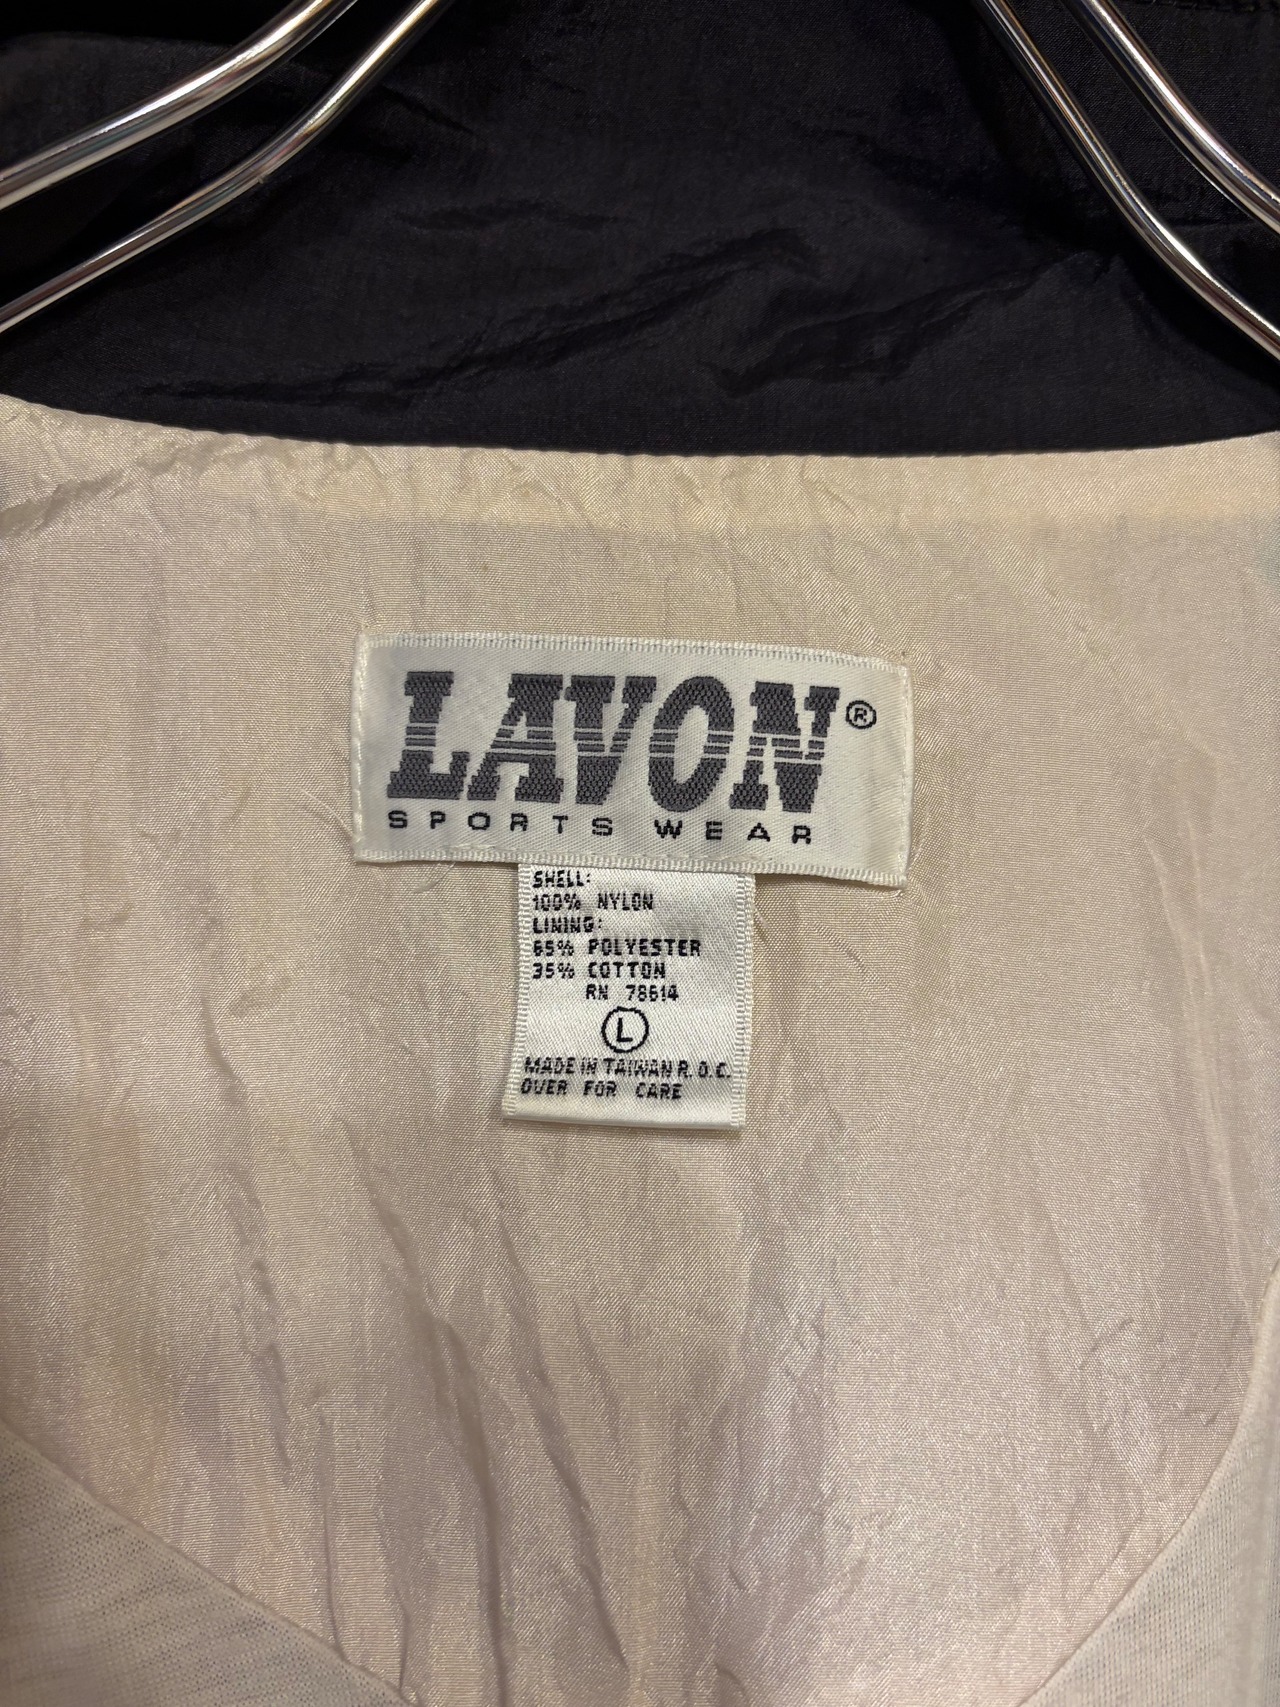 LAVON®
SPORTS WEAR
SHELL:
100% NYLON
LINING:
65% POLYESTER
35% COTTON
RN 78614
L
MADE IN TAIWAN R.O.C.
OVER FOR CARE